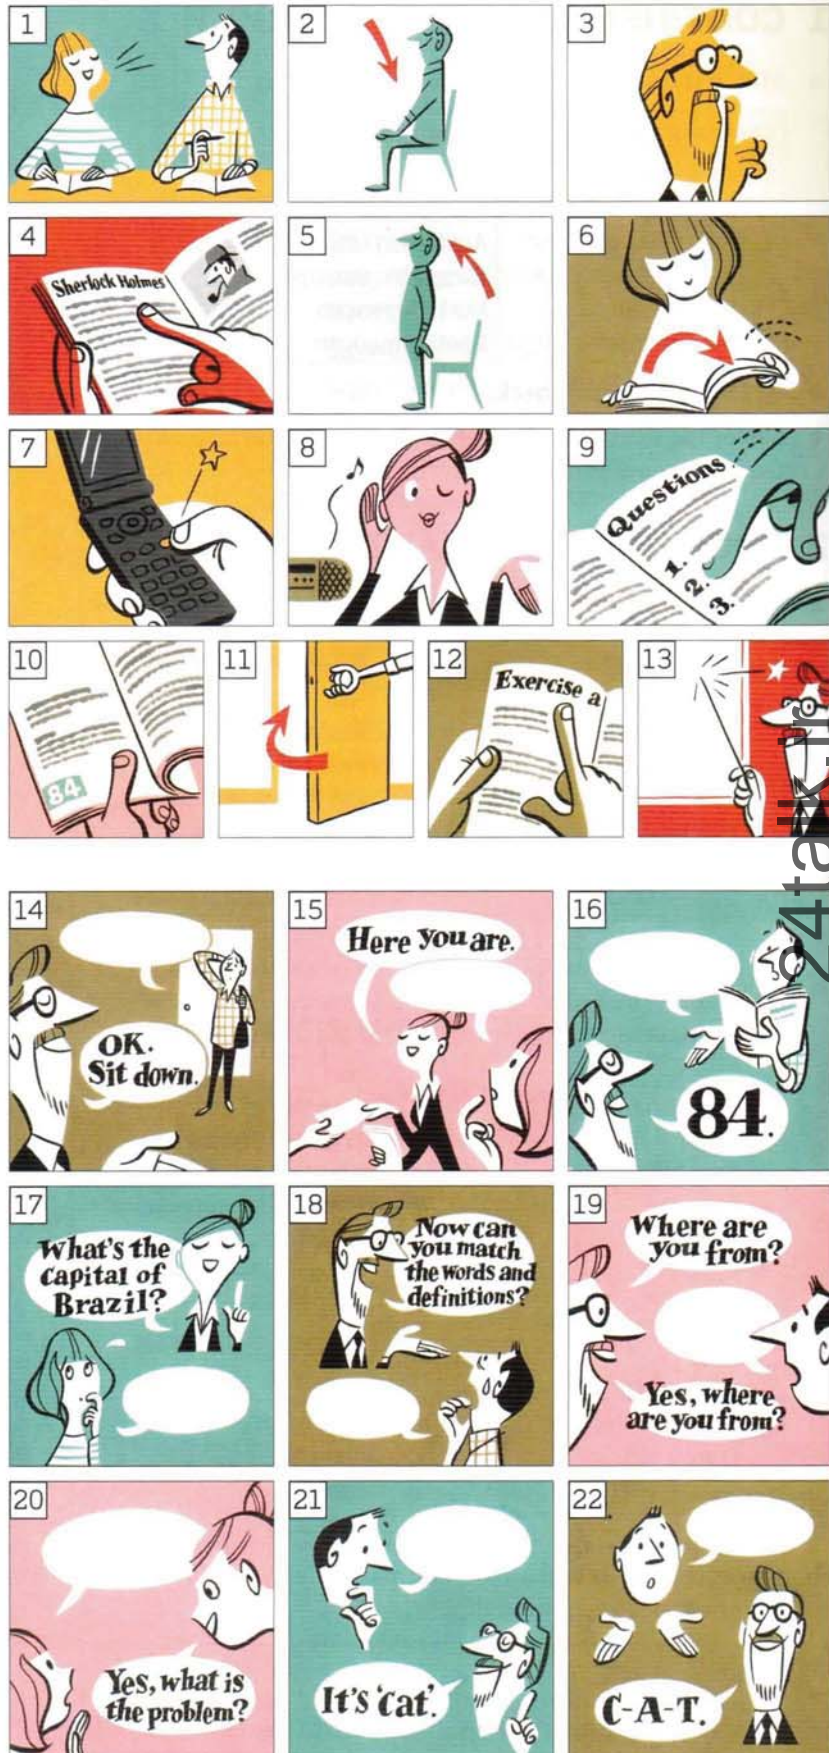 1
2
3
4
Sherlock Holmes
5
6
7
8
9
Questions
1.
2.
3.
10
84
11
12
Exercise a
13
24talk.ir
14
OK.
Sit down.
15
Here you are.
16
84.
17
What's the
capital of
Brazil?
18
Now can
you match
the words and
definitions?
19
Where are
you from?
Yes, where
are you from?
20
Yes, what is
the problem?
21
It's 'cat'.
22
C-A-T.